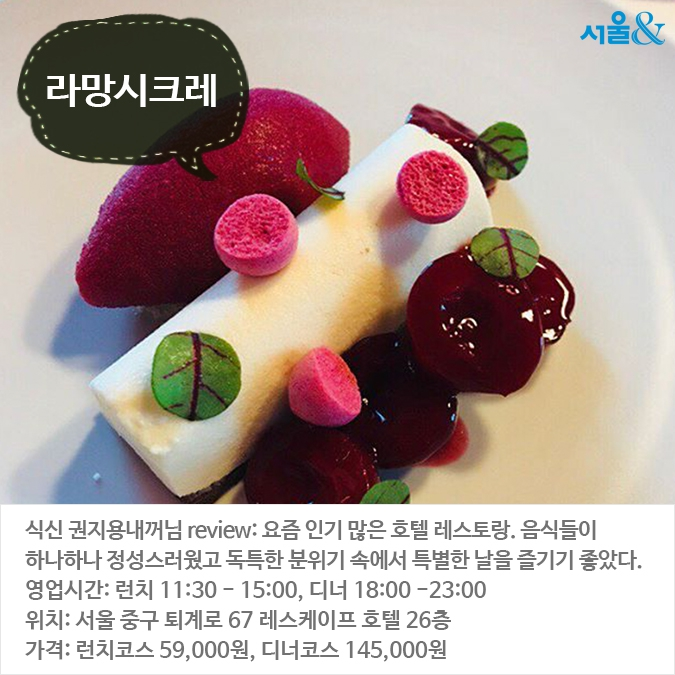 서울&
라망시크레
식신 권지용내꺼님 review: 요즘 인기 많은 호텔 레스토랑. 음식들이
하나하나 정성스러웠고 독특한 분위기 속에서 특별한 날을 즐기기 좋았다.
영업시간: 런치 11:30 - 15:00, 디너 18:00 -23:00
위치: 서울 중구 퇴계로 67 레스케이프 호텔 26층
가격: 런치코스 59,000원, 디너코스 145,000원